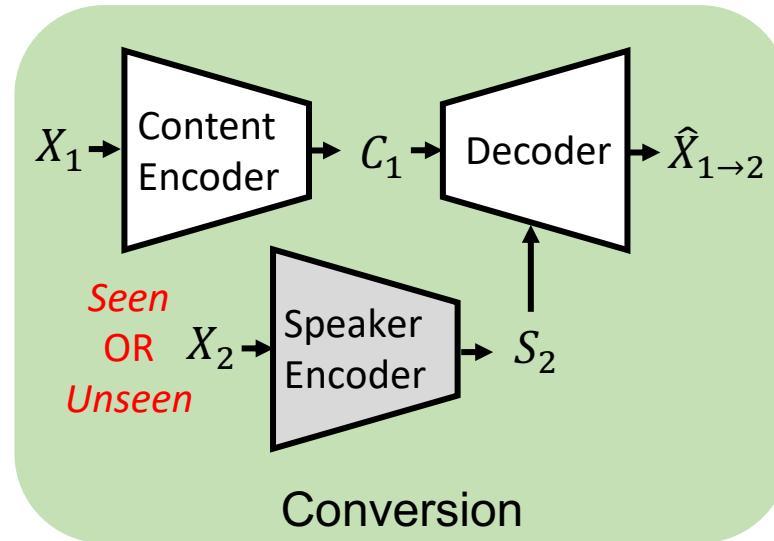 X₁
Content
Encoder
C₁
Decoder
X̂₁→₂
Seen
OR
Unseen
X₂
Speaker
Encoder
S₂
Conversion